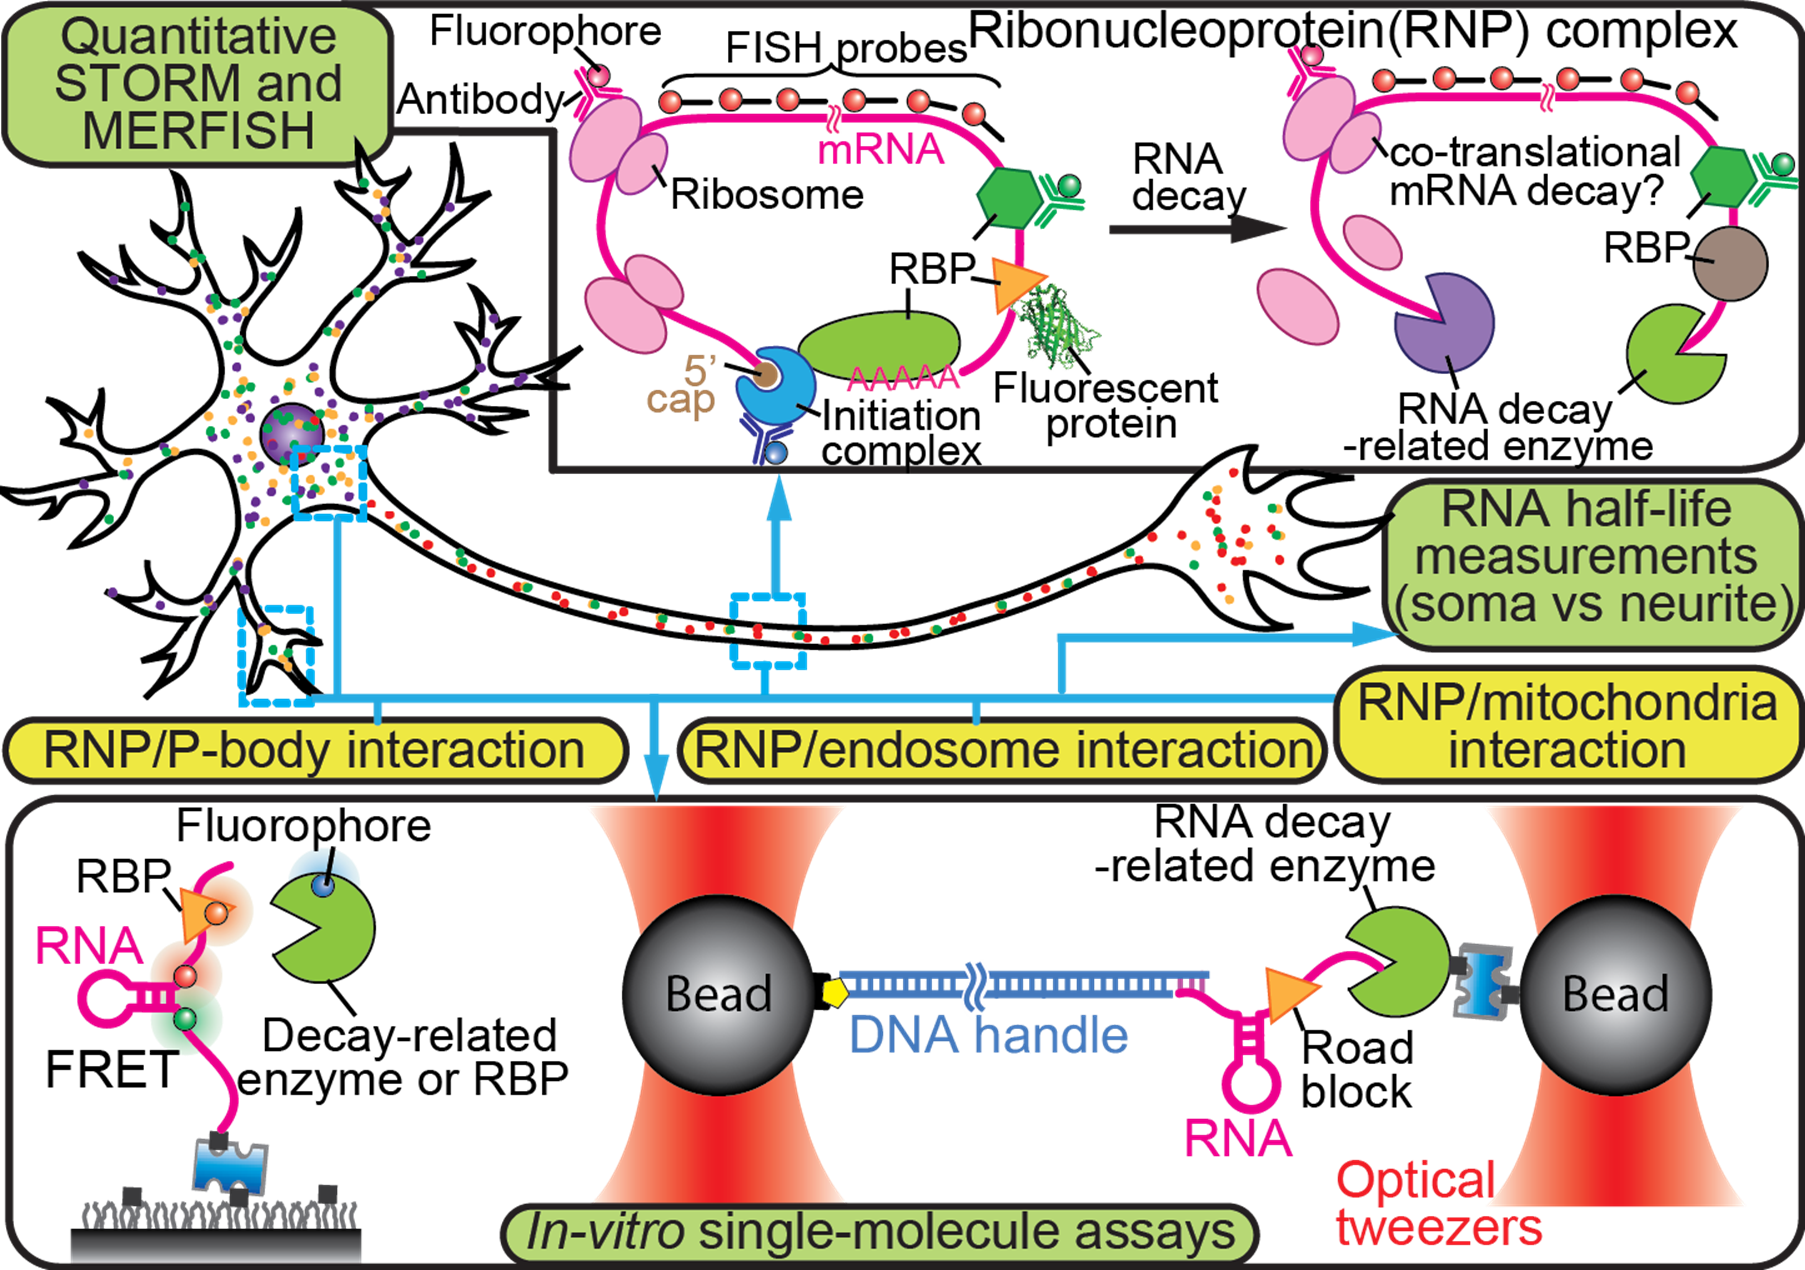 Quantitative
STORM and
MERFISH
Fluorophore
Antibody
FISH probes
Ribonucleoprotein(RNP) complex
mRNA
Ribosome
RBP
5’
cap
AAAAA
Initiation
complex
Fluorescent
protein
RNA
decay
co-translational
mRNA decay?
RBP
RNA decay
-related enzyme
RNA half-life
measurements
(soma vs neurite)
RNP/P-body interaction
RNP/endosome interaction
RNP/mitochondria
interaction
Fluorophore
RBP
RNA
FRET
Decay-related
enzyme or RBP
Bead
DNA handle
RNA decay
-related enzyme
Road
block
RNA
Bead
Optical
tweezers
In-vitro single-molecule assays